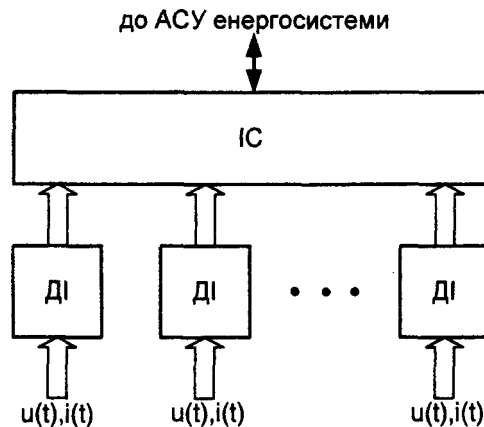 до АСУ енергосистеми
ІС
ДІ ДІ • • • ДІ
u(t),i(t) u(t),i(t) u(t),i(t)